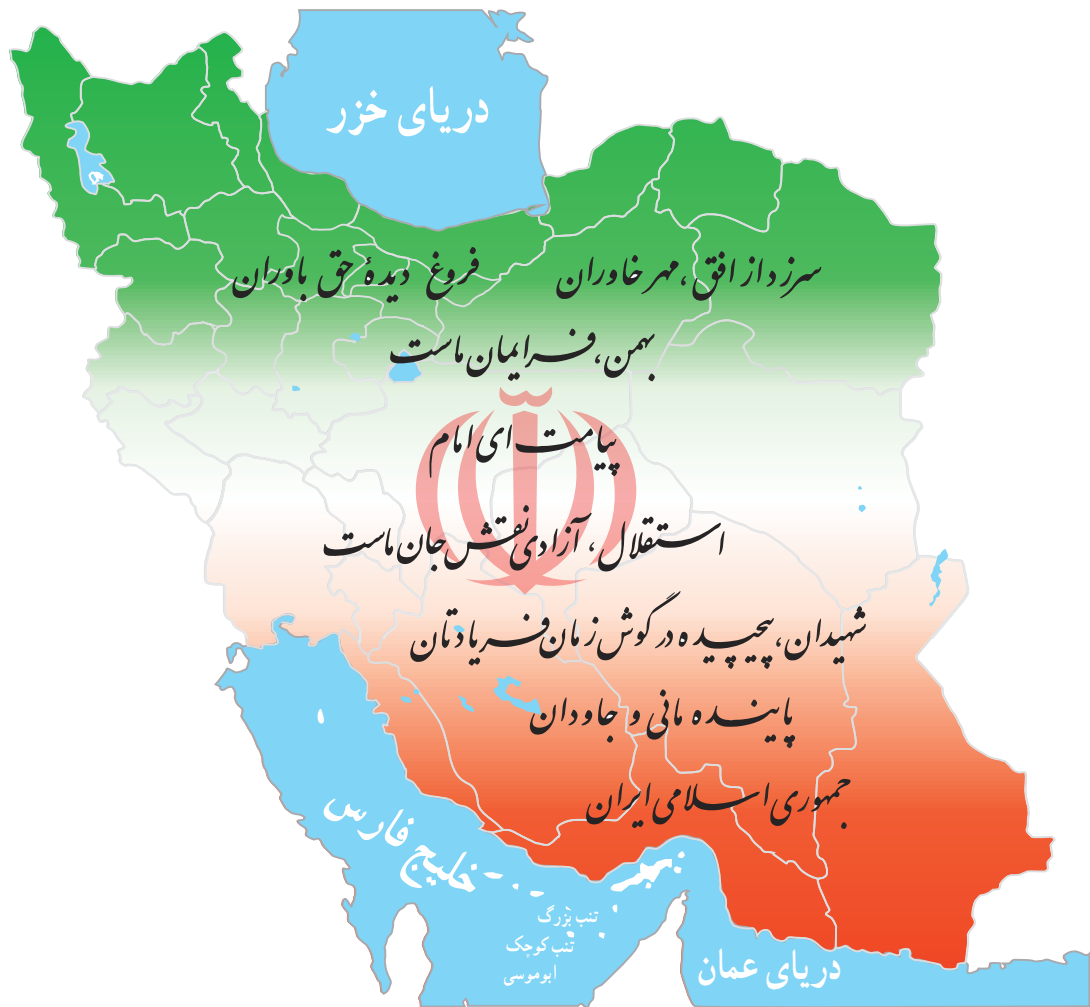 دریای خزر
سرزد از افق، مهر خاوران فروغ دیدهٔ حق باوران
بهمن، فر ایمان ماست
پیامت ای امام
استقلال، آزادی نقش جان ماست
شهیدان، پیچیده در گوش زمان فریادتان
پاینده مانی و جاودان
جمهوری اسلامی ایران
خلیج فارس
تنب بزرگ
تنب کوچک
ابوموسی
دریای عمان